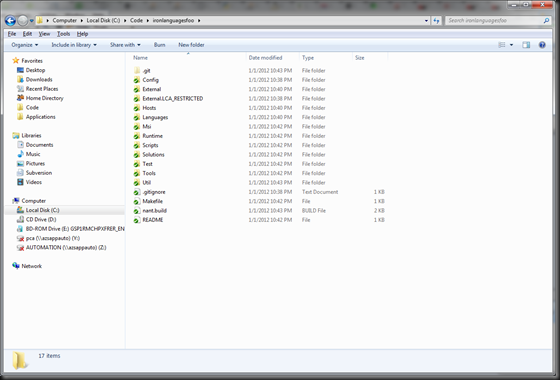 Computer ▸ Local Disk (C:) ▸ Code ▸ ironlanguagesfoo
Search ironlanguagesfoo
File Edit View Tools Help
Organize Include in library Share with Burn New folder
Favorites
Desktop
Downloads
Recent Places
Home Directory
Code
Applications
Libraries
Documents
Music
Pictures
Subversion
Videos
Computer
Local Disk (C:)
CD Drive (D:)
BD-ROM Drive (E:) GSP1RMCHPXFRER_EN
pca (\\azsappauto) (Y:)
AUTOMATION (\\azsappauto) (Z:)
Network
Name Date modified Type Size
.git 1/1/2012 10:43 PM File folder
Config 1/1/2012 10:38 PM File folder
External 1/1/2012 10:40 PM File folder
External.LCA_RESTRICTED 1/1/2012 10:38 PM File folder
Hosts 1/1/2012 10:40 PM File folder
Languages 1/1/2012 10:42 PM File folder
Msi 1/1/2012 10:42 PM File folder
Runtime 1/1/2012 10:42 PM File folder
Scripts 1/1/2012 10:42 PM File folder
Solutions 1/1/2012 10:42 PM File folder
Test 1/1/2012 10:42 PM File folder
Tools 1/1/2012 10:42 PM File folder
Util 1/1/2012 10:43 PM File folder
.gitignore 1/1/2012 10:38 PM Text Document 1 KB
Makefile 1/1/2012 10:42 PM File 1 KB
nant.build 1/1/2012 10:43 PM BUILD File 2 KB
README 1/1/2012 10:42 PM File 1 KB
17 items